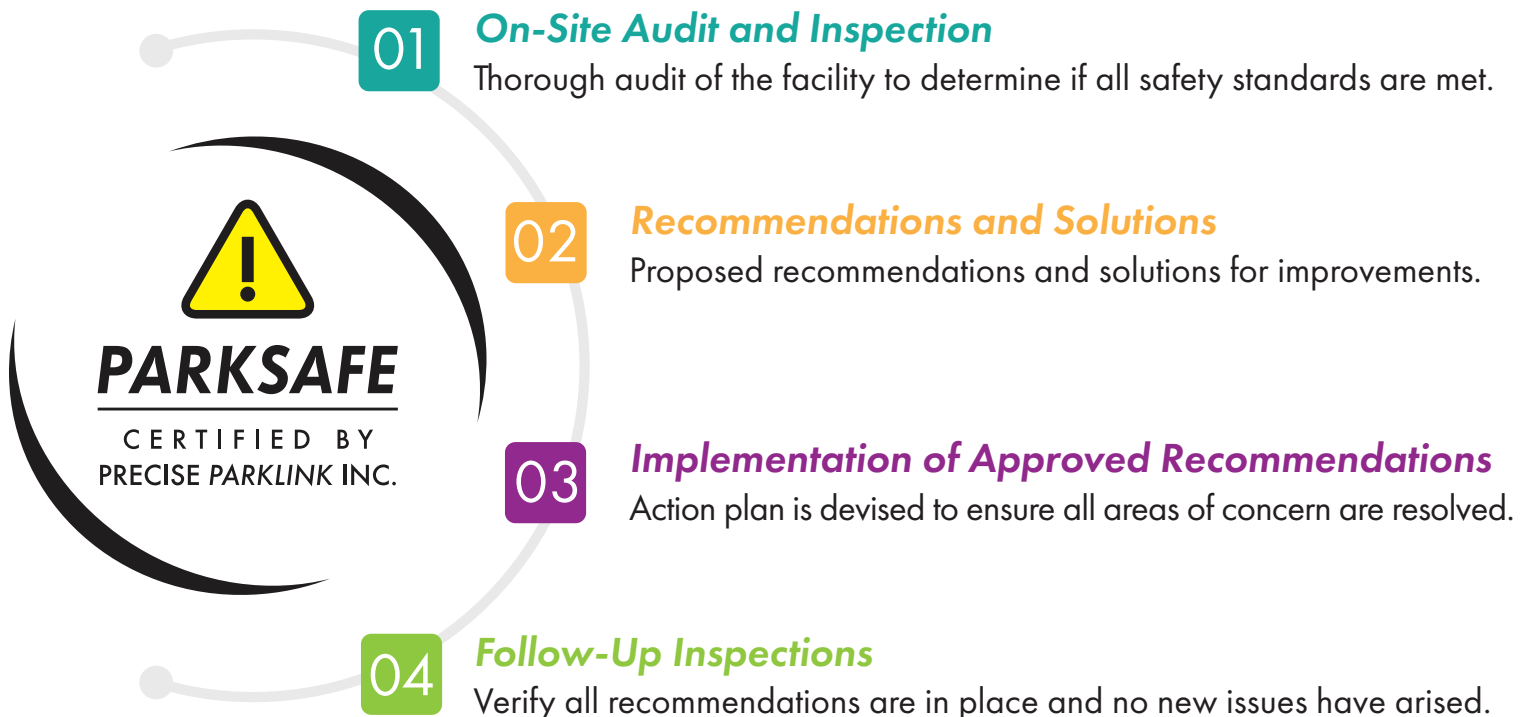 01
On-Site Audit and Inspection
Thorough audit of the facility to determine if all safety standards are met.
!
PARKSAFE
CERTIFIED BY
PRECISE PARKLINK INC.
02
Recommendations and Solutions
Proposed recommendations and solutions for improvements.
03
Implementation of Approved Recommendations
Action plan is devised to ensure all areas of concern are resolved.
04
Follow-Up Inspections
Verify all recommendations are in place and no new issues have arised.